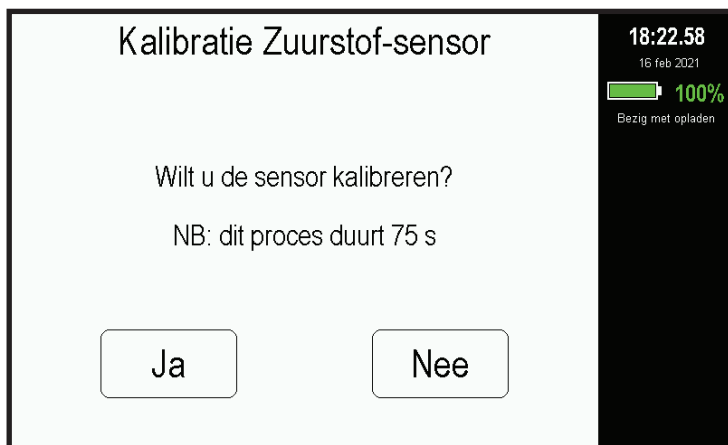 Kalibratie Zuurstof-sensor
Wilt u de sensor kalibreren?
NB: dit proces duurt 75 s
Ja
Nee
18:22.58
16 feb 2021
100%
Bezig met opladen